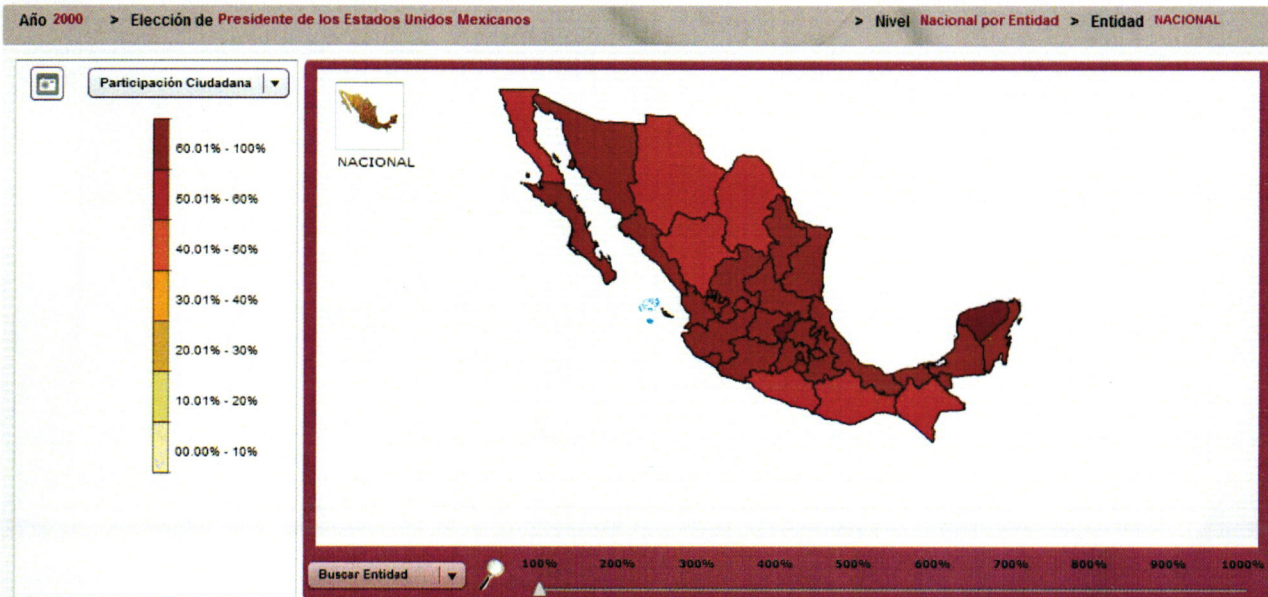 Año 2000 > Elección de Presidente de los Estados Unidos Mexicanos > Nivel Nacional por Entidad > Entidad NACIONAL
Participación Ciudadana
60.01% - 100%
50.01% - 60%
40.01% - 50%
30.01% - 40%
20.01% - 30%
10.01% - 20%
00.00% - 10%
NACIONAL
Buscar Entidad
100% 200% 300% 400% 500% 600% 700% 800% 900% 1000%